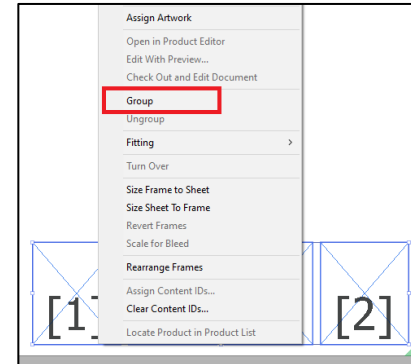 Assign Artwork
Open in Product Editor
Edit With Preview...
Check Out and Edit Document
Group
Ungroup
Fitting
Turn Over
Size Frame to Sheet
Size Sheet To Frame
Revert Frames
Scale for Bleed
Rearrange Frames
Assign Content IDs...
Clear Content IDs...
Locate Product in Product List
[1]
[2]